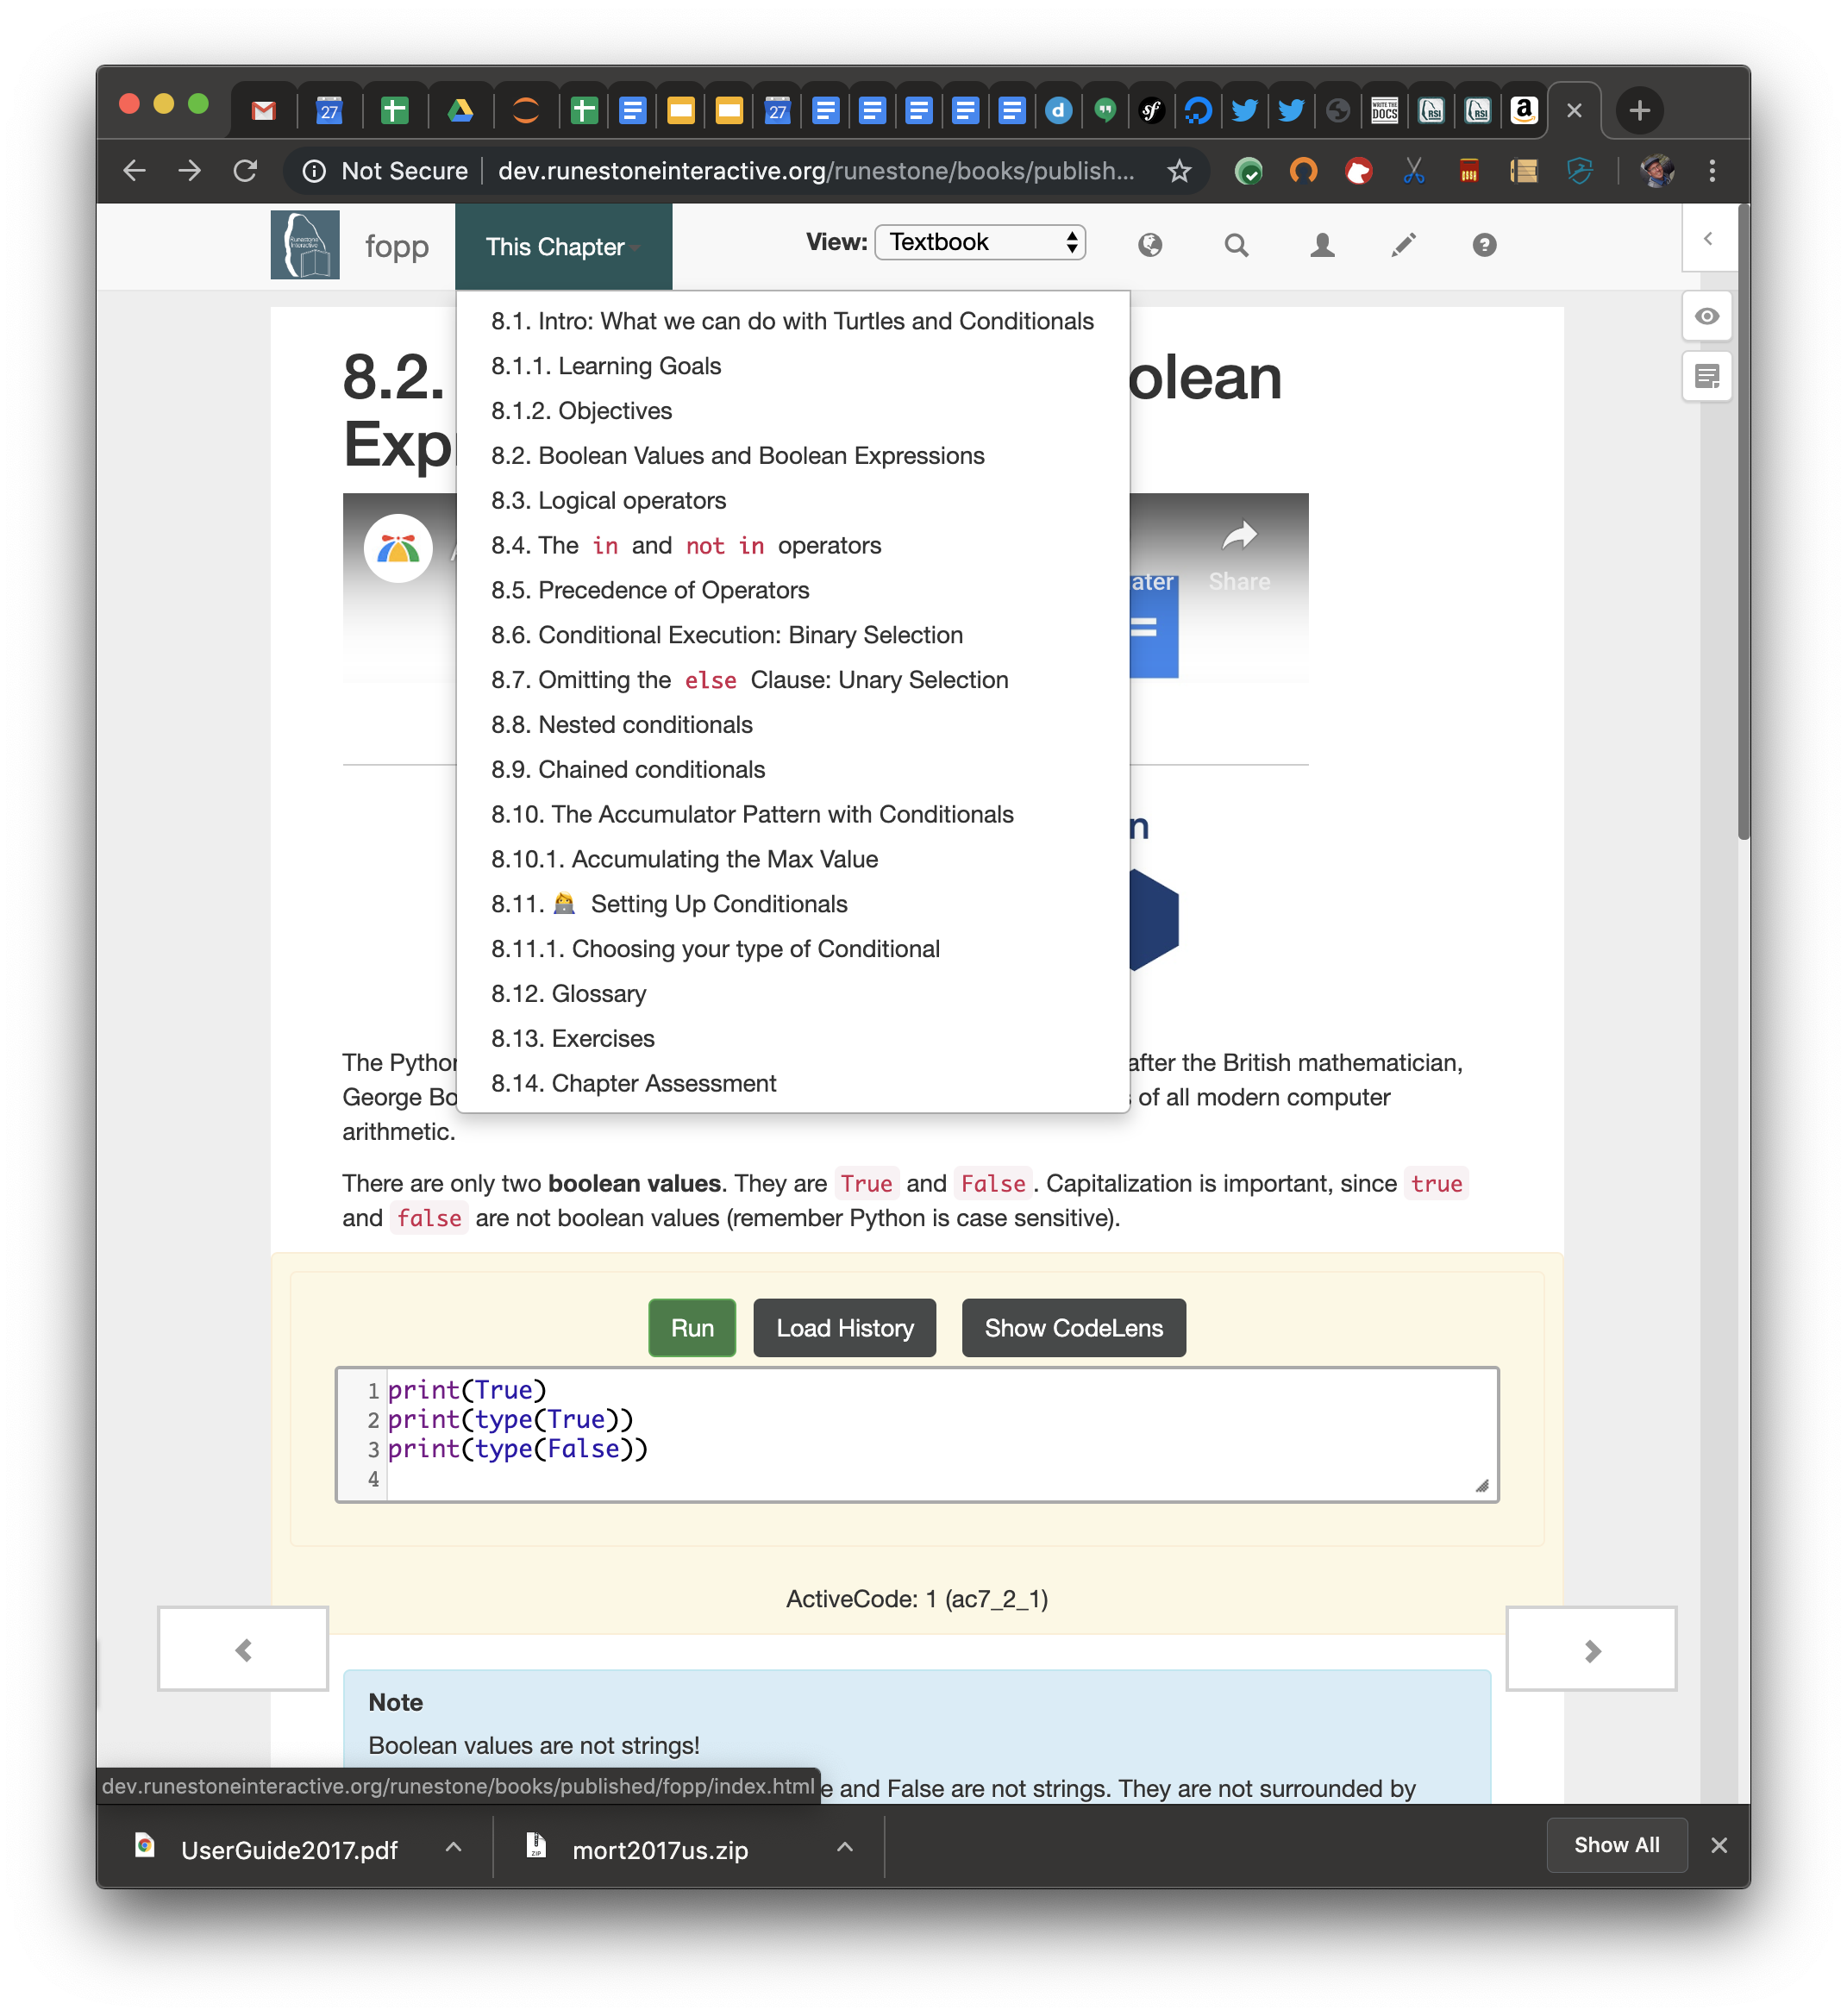 27
27
d
sf
WRITE THE
DOCS
RSI
RSI
a
Not Secure
dev.runestoneinteractive.org/runestone/books/publish...
Runestone
Interactive
fopp
This Chapter
View:
Textbook
8.2.
olean
Exp
8.1. Intro: What we can do with Turtles and Conditionals
8.1.1. Learning Goals
8.1.2. Objectives
8.2. Boolean Values and Boolean Expressions
8.3. Logical operators
8.4. The in and not in operators
8.5. Precedence of Operators
8.6. Conditional Execution: Binary Selection
8.7. Omitting the else Clause: Unary Selection
8.8. Nested conditionals
8.9. Chained conditionals
8.10. The Accumulator Pattern with Conditionals
8.10.1. Accumulating the Max Value
8.11. 👩‍💻 Setting Up Conditionals
8.11.1. Choosing your type of Conditional
8.12. Glossary
8.13. Exercises
8.14. Chapter Assessment
ater
Share
=
n
The Pytho after the British mathematician,
George Bo of all modern computer
arithmetic.
There are only two boolean values. They are True and False. Capitalization is important, since true
and false are not boolean values (remember Python is case sensitive).
Run
Load History
Show CodeLens
1 print(True)
2 print(type(True))
3 print(type(False))
4
ActiveCode: 1 (ac7_2_1)
Note
Boolean values are not strings!
e and False are not strings. They are not surrounded by
dev.runestoneinteractive.org/runestone/books/published/fopp/index.html
UserGuide2017.pdf
ZIP
mort2017us.zip
Show All